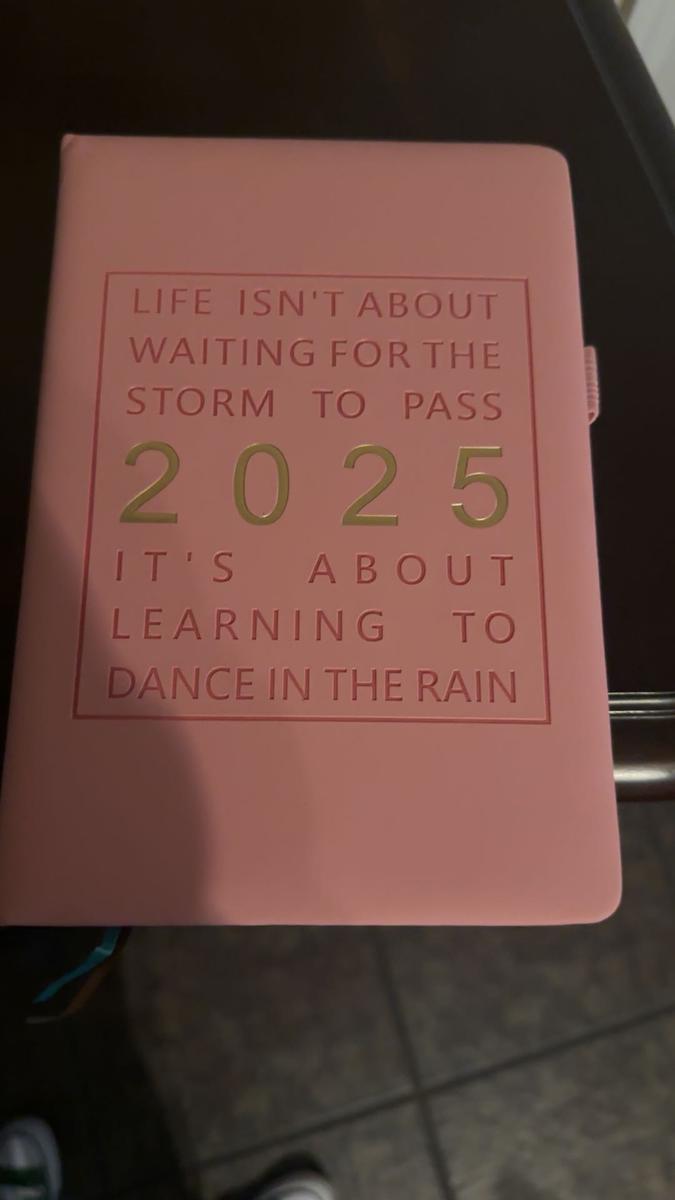 LIFE ISN'T ABOUT
WAITING FOR THE
STORM TO PASS
2025
IT'S ABOUT
LEARNING TO
DANCE IN THE RAIN